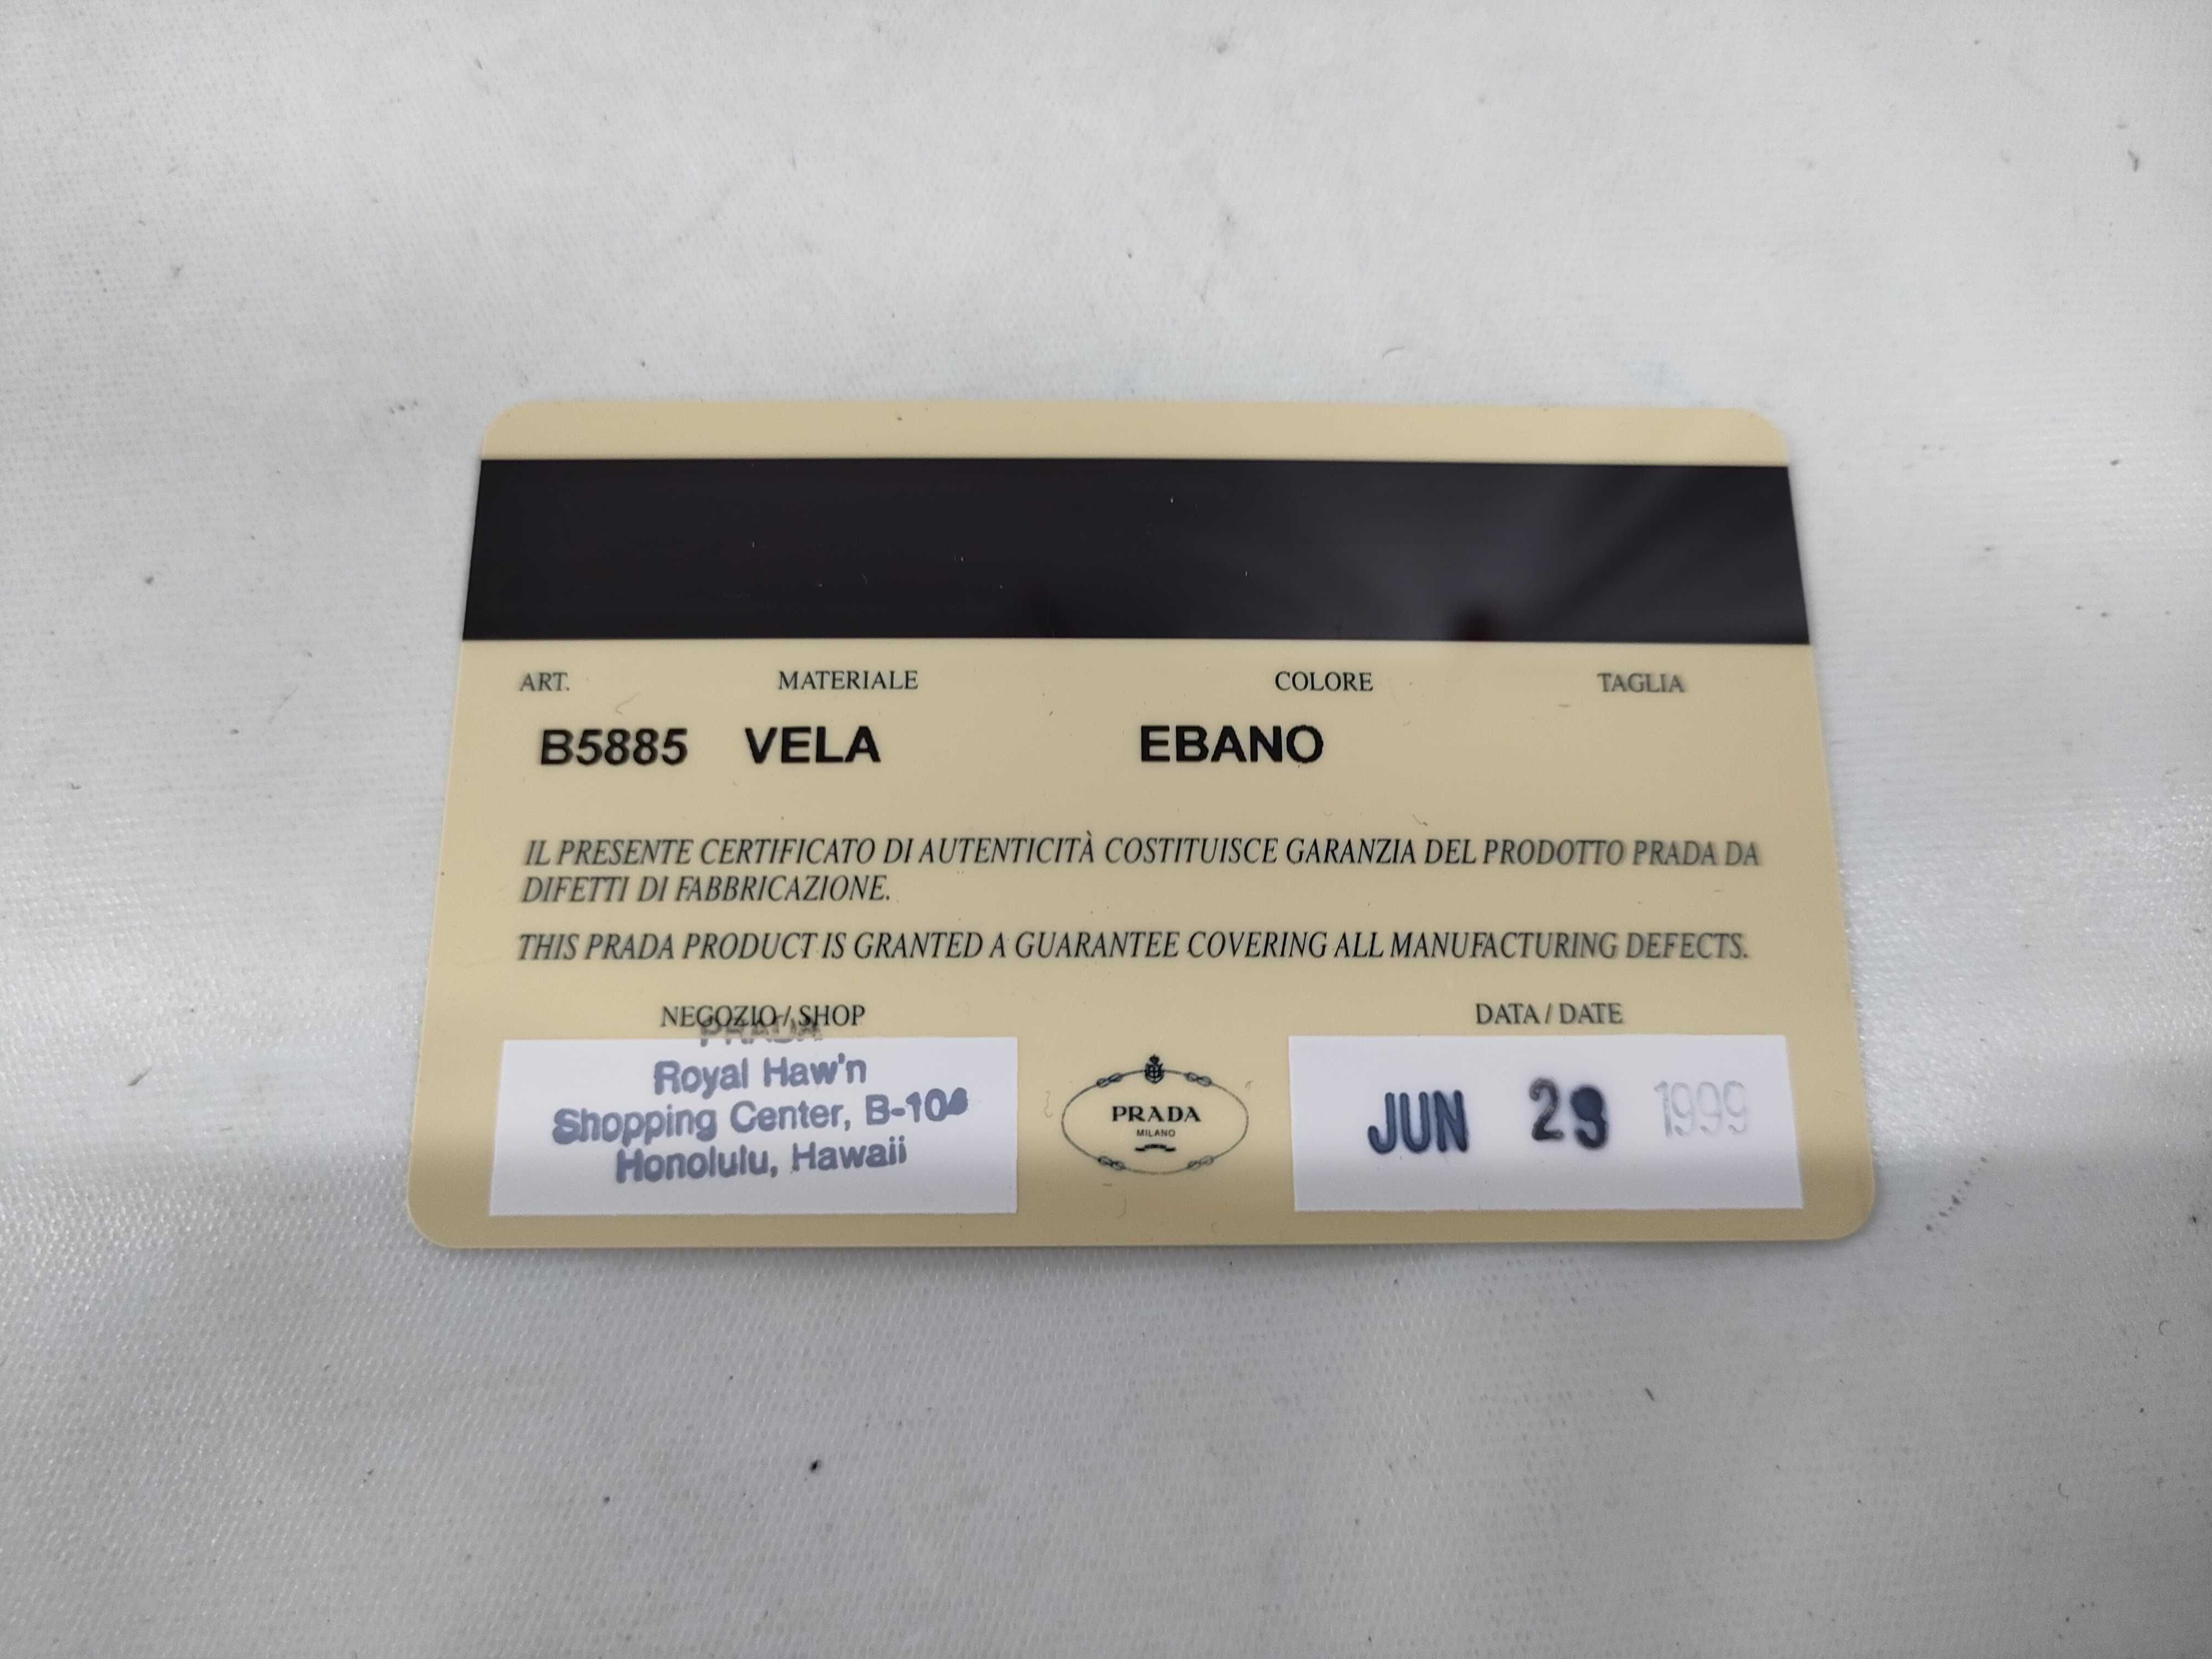 ART. MATERIALE COLORE TAGLIA
B5885 VELA EBANO
IL PRESENTE CERTIFICATO DI AUTENTICITÀ COSTITUISCE GARANZIA DEL PRODOTTO PRADA DA
DIFETTI DI FABBRICAZIONE.
THIS PRADA PRODUCT IS GRANTED A GUARANTEE COVERING ALL MANUFACTURING DEFECTS.
NEGOZIO / SHOP
PRADA
Royal Haw'n
Shopping Center,
Honolulu, Hawaii
PRADA
MILANO
DATA / DATE
JUN 1999